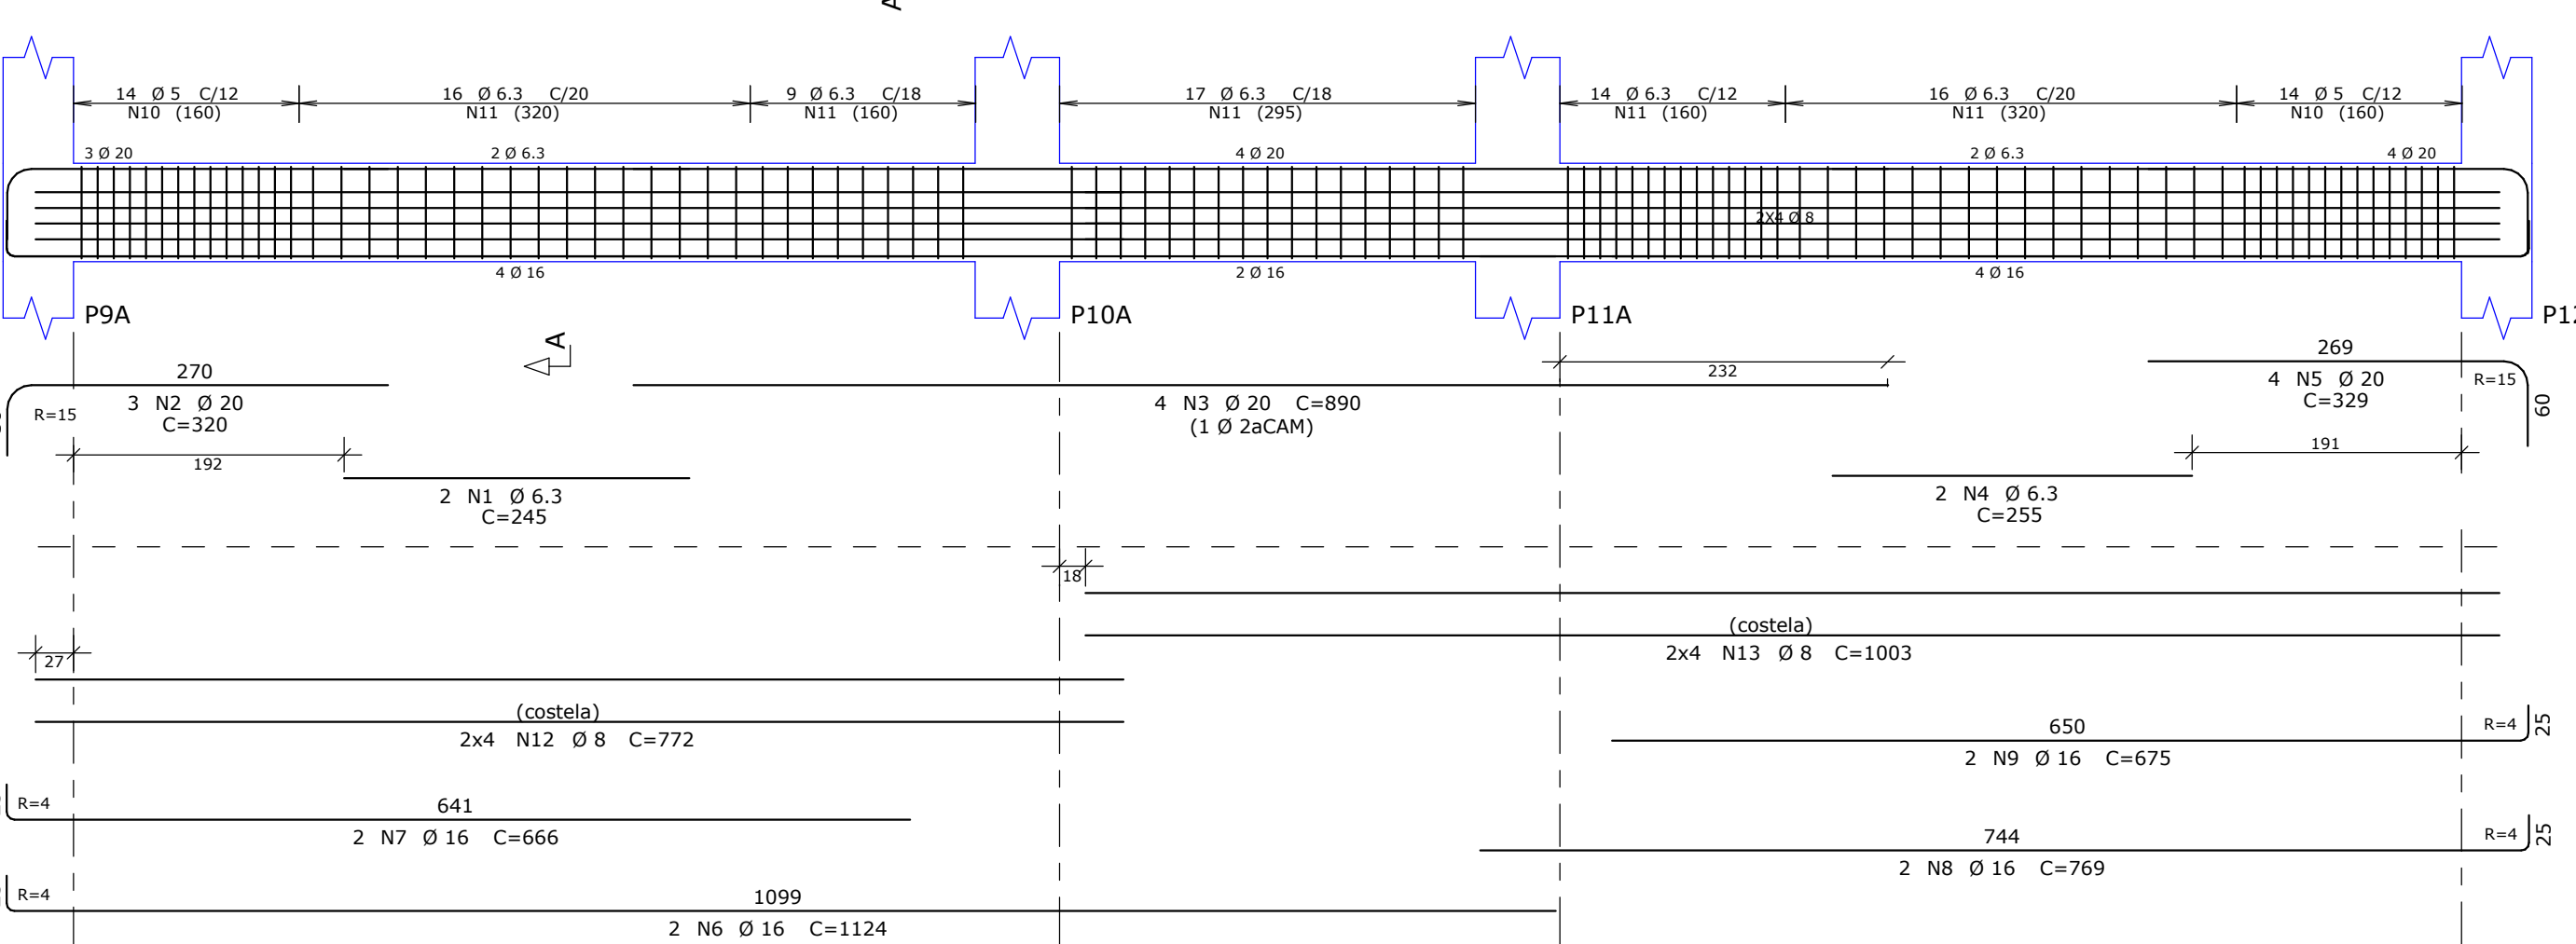 14 Ø 5 C/12
N10 (160)
16 Ø 6.3 C/20
N11 (320)
9 Ø 6.3 C/18
N11 (160)
17 Ø 6.3 C/18
N11 (295)
14 Ø 6.3 C/12
N11 (160)
16 Ø 6.3 C/20
N11 (320)
14 Ø 5 C/12
N10 (160)
3 Ø 20
2 Ø 6.3
4 Ø 20
2 Ø 6.3
4 Ø 20
2X4 Ø 8
4 Ø 16
2 Ø 16
4 Ø 16
P9A
P10A
P11A
A
270
R=15
3 N2 Ø 20
C=320
192
2 N1 Ø 6.3
C=245
4 N3 Ø 20 C=890
(1 Ø 2aCAM)
232
269
4 N5 Ø 20
C=329
R=15
60
191
2 N4 Ø 6.3
C=255
18
(costela)
2x4 N13 Ø 8 C=1003
27
(costela)
2x4 N12 Ø 8 C=772
650
R=4
25
2 N9 Ø 16 C=675
R=4
641
2 N7 Ø 16 C=666
744
R=4
25
2 N8 Ø 16 C=769
R=4
1099
2 N6 Ø 16 C=1124